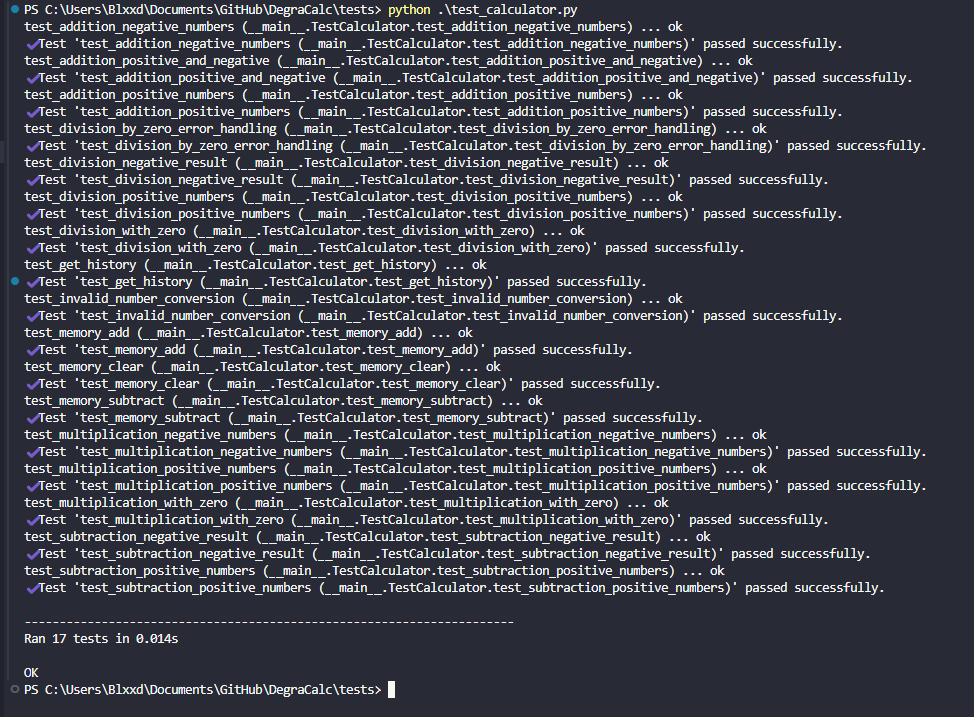 PS C:\Users\Blxxd\Documents\GitHub\DegraCalc\tests> python .\test_calculator.py
test_addition_negative_numbers (__main__.TestCalculator.test_addition_negative_numbers) ... ok
✔Test 'test_addition_negative_numbers (__main__.TestCalculator.test_addition_negative_numbers)' passed successfully.
test_addition_positive_and_negative (__main__.TestCalculator.test_addition_positive_and_negative) ... ok
✔Test 'test_addition_positive_and_negative (__main__.TestCalculator.test_addition_positive_and_negative)' passed successfully.
test_addition_positive_numbers (__main__.TestCalculator.test_addition_positive_numbers) ... ok
✔Test 'test_addition_positive_numbers (__main__.TestCalculator.test_addition_positive_numbers)' passed successfully.
test_division_by_zero_error_handling (__main__.TestCalculator.test_division_by_zero_error_handling) ... ok
✔Test 'test_division_by_zero_error_handling (__main__.TestCalculator.test_division_by_zero_error_handling)' passed successfully.
test_division_negative_result (__main__.TestCalculator.test_division_negative_result) ... ok
✔Test 'test_division_negative_result (__main__.TestCalculator.test_division_negative_result)' passed successfully.
test_division_positive_numbers (__main__.TestCalculator.test_division_positive_numbers) ... ok
✔Test 'test_division_positive_numbers (__main__.TestCalculator.test_division_positive_numbers)' passed successfully.
test_division_with_zero (__main__.TestCalculator.test_division_with_zero) ... ok
✔Test 'test_division_with_zero (__main__.TestCalculator.test_division_with_zero)' passed successfully.
test_get_history (__main__.TestCalculator.test_get_history) ... ok
✔Test 'test_get_history (__main__.TestCalculator.test_get_history)' passed successfully.
test_invalid_number_conversion (__main__.TestCalculator.test_invalid_number_conversion) ... ok
✔Test 'test_invalid_number_conversion (__main__.TestCalculator.test_invalid_number_conversion)' passed successfully.
test_memory_add (__main__.TestCalculator.test_memory_add) ... ok
✔Test 'test_memory_add (__main__.TestCalculator.test_memory_add)' passed successfully.
test_memory_clear (__main__.TestCalculator.test_memory_clear) ... ok
✔Test 'test_memory_clear (__main__.TestCalculator.test_memory_clear)' passed successfully.
test_memory_subtract (__main__.TestCalculator.test_memory_subtract) ... ok
✔Test 'test_memory_subtract (__main__.TestCalculator.test_memory_subtract)' passed successfully.
test_multiplication_negative_numbers (__main__.TestCalculator.test_multiplication_negative_numbers) ... ok
✔Test 'test_multiplication_negative_numbers (__main__.TestCalculator.test_multiplication_negative_numbers)' passed successfully.
test_multiplication_positive_numbers (__main__.TestCalculator.test_multiplication_positive_numbers) ... ok
✔Test 'test_multiplication_positive_numbers (__main__.TestCalculator.test_multiplication_positive_numbers)' passed successfully.
test_multiplication_with_zero (__main__.TestCalculator.test_multiplication_with_zero) ... ok
✔Test 'test_multiplication_with_zero (__main__.TestCalculator.test_multiplication_with_zero)' passed successfully.
test_subtraction_negative_result (__main__.TestCalculator.test_subtraction_negative_result) ... ok
✔Test 'test_subtraction_negative_result (__main__.TestCalculator.test_subtraction_negative_result)' passed successfully.
test_subtraction_positive_numbers (__main__.TestCalculator.test_subtraction_positive_numbers) ... ok
✔Test 'test_subtraction_positive_numbers (__main__.TestCalculator.test_subtraction_positive_numbers)' passed successfully.
----------------------------------------------------------------------
Ran 17 tests in 0.014s
OK
PS C:\Users\Blxxd\Documents\GitHub\DegraCalc\tests>